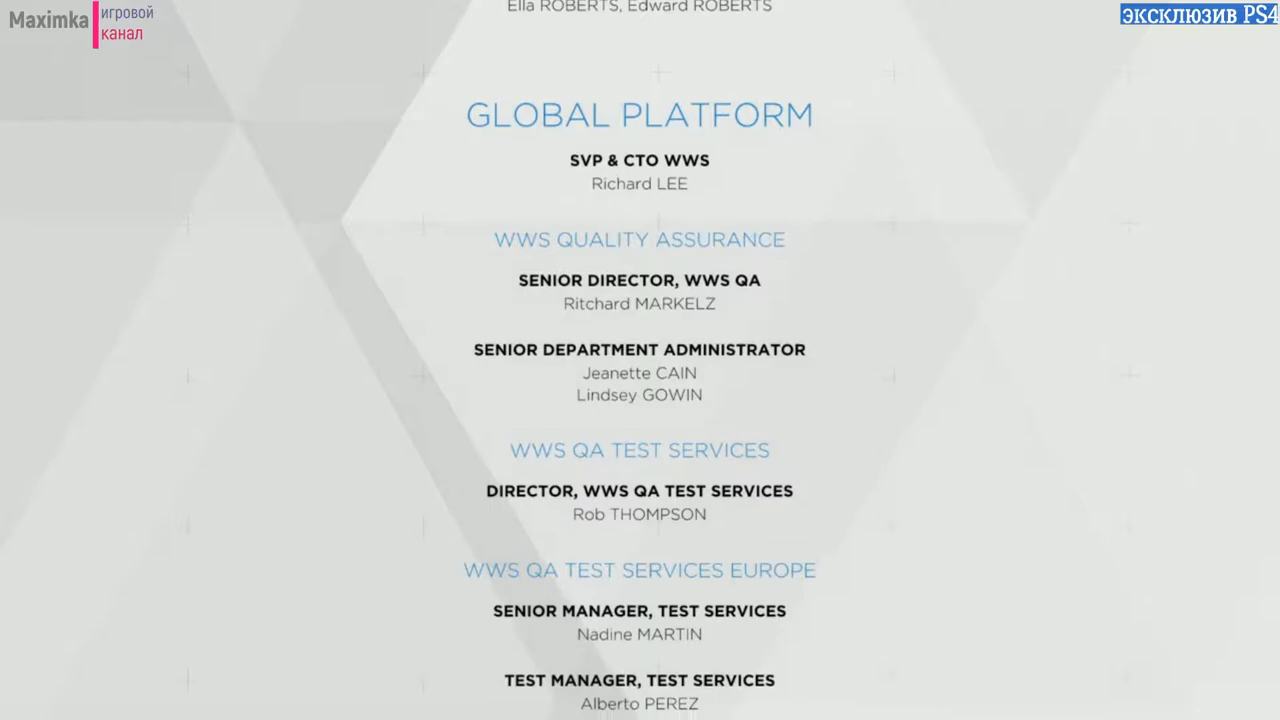 Maximka
игровой
канал
эксклюзив PS4
Ella ROBERTS, Edward ROBERTS
GLOBAL PLATFORM
SVP & CTO WWS
Richard LEE
WWS QUALITY ASSURANCE
SENIOR DIRECTOR, WWS QA
Ritchard MARKELZ
SENIOR DEPARTMENT ADMINISTRATOR
Jeanette CAIN
Lindsey GOWIN
WWS QA TEST SERVICES
DIRECTOR, WWS QA TEST SERVICES
Rob THOMPSON
WWS QA TEST SERVICES EUROPE
SENIOR MANAGER, TEST SERVICES
Nadine MARTIN
TEST MANAGER, TEST SERVICES
Alberto PEREZ